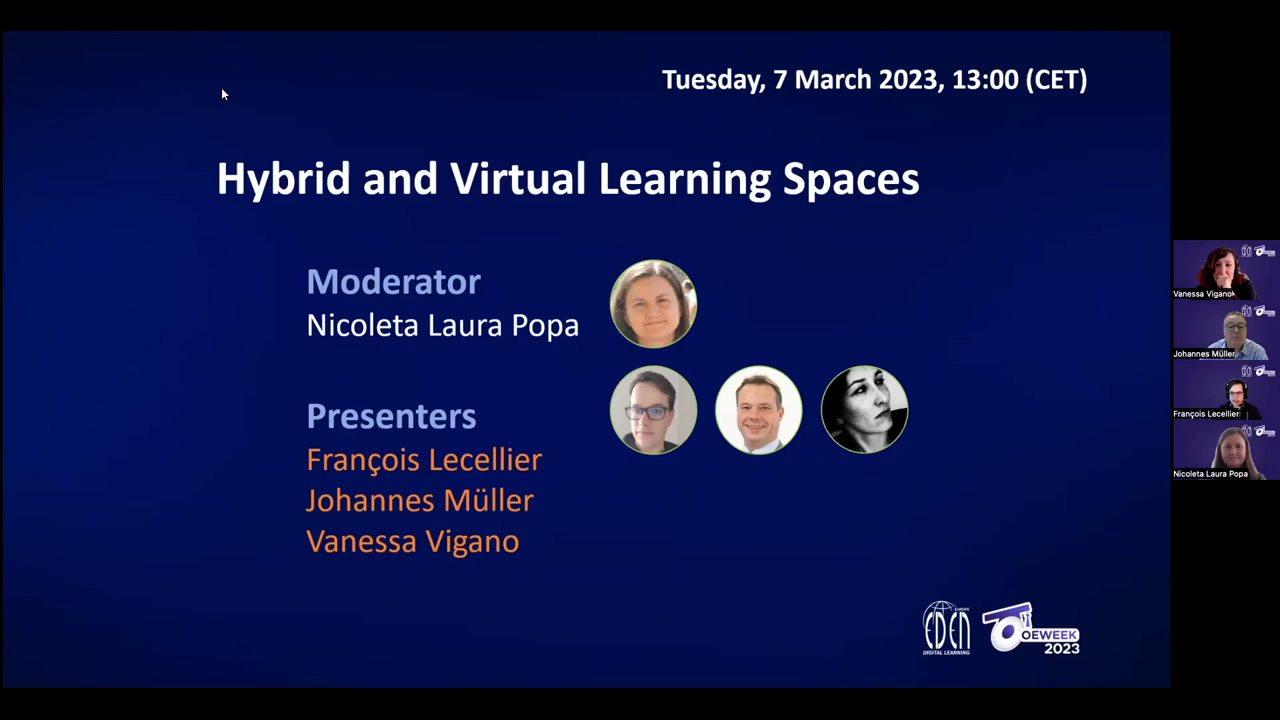 Tuesday, 7 March 2023, 13:00 (CET)
Hybrid and Virtual Learning Spaces
Moderator
Nicoleta Laura Popa
Presenters
François Lecellier
Johannes Müller
Vanessa Vigano
EUROPE
EDEN
DIGITAL LEARNING
OEWEEK
2023
Vanessa Vigano
Johannes Müller
François Lecellier
Nicoleta Laura Popa